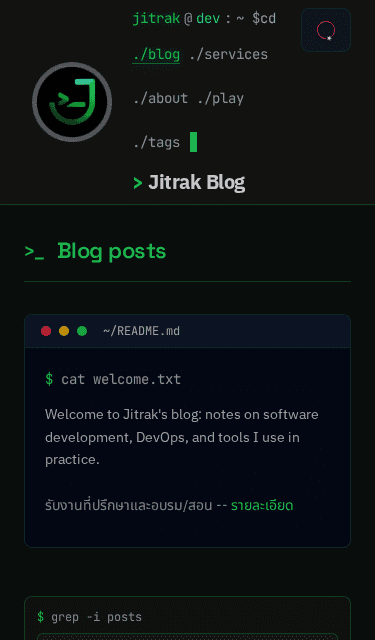 jitrak@dev:~ $cd
./blog ./services
./about ./play
./tags
> Jitrak Blog
>_ Blog posts
~/README.md
$ cat welcome.txt
Welcome to Jitrak's blog: notes on software
development, DevOps, and tools I use in
practice.
รับงานที่ปรึกษาและอบรม/สอน -- รายละเอียด
$ grep -i posts